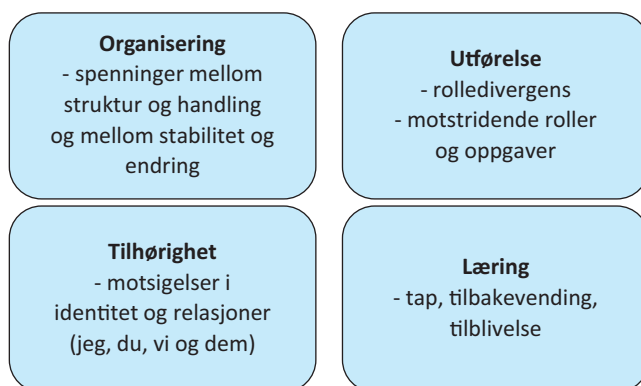 Organisering
- spenninger mellom
struktur og handling
og mellom stabilitet og
endring
Utførelse
- rolledivergens
- motstridende roller
og oppgaver
Tilhørighet
- motsigelser i
identitet og relasjoner
(jeg, du, vi og dem)
Læring
- tap, tilbakevending,
tilblivelse